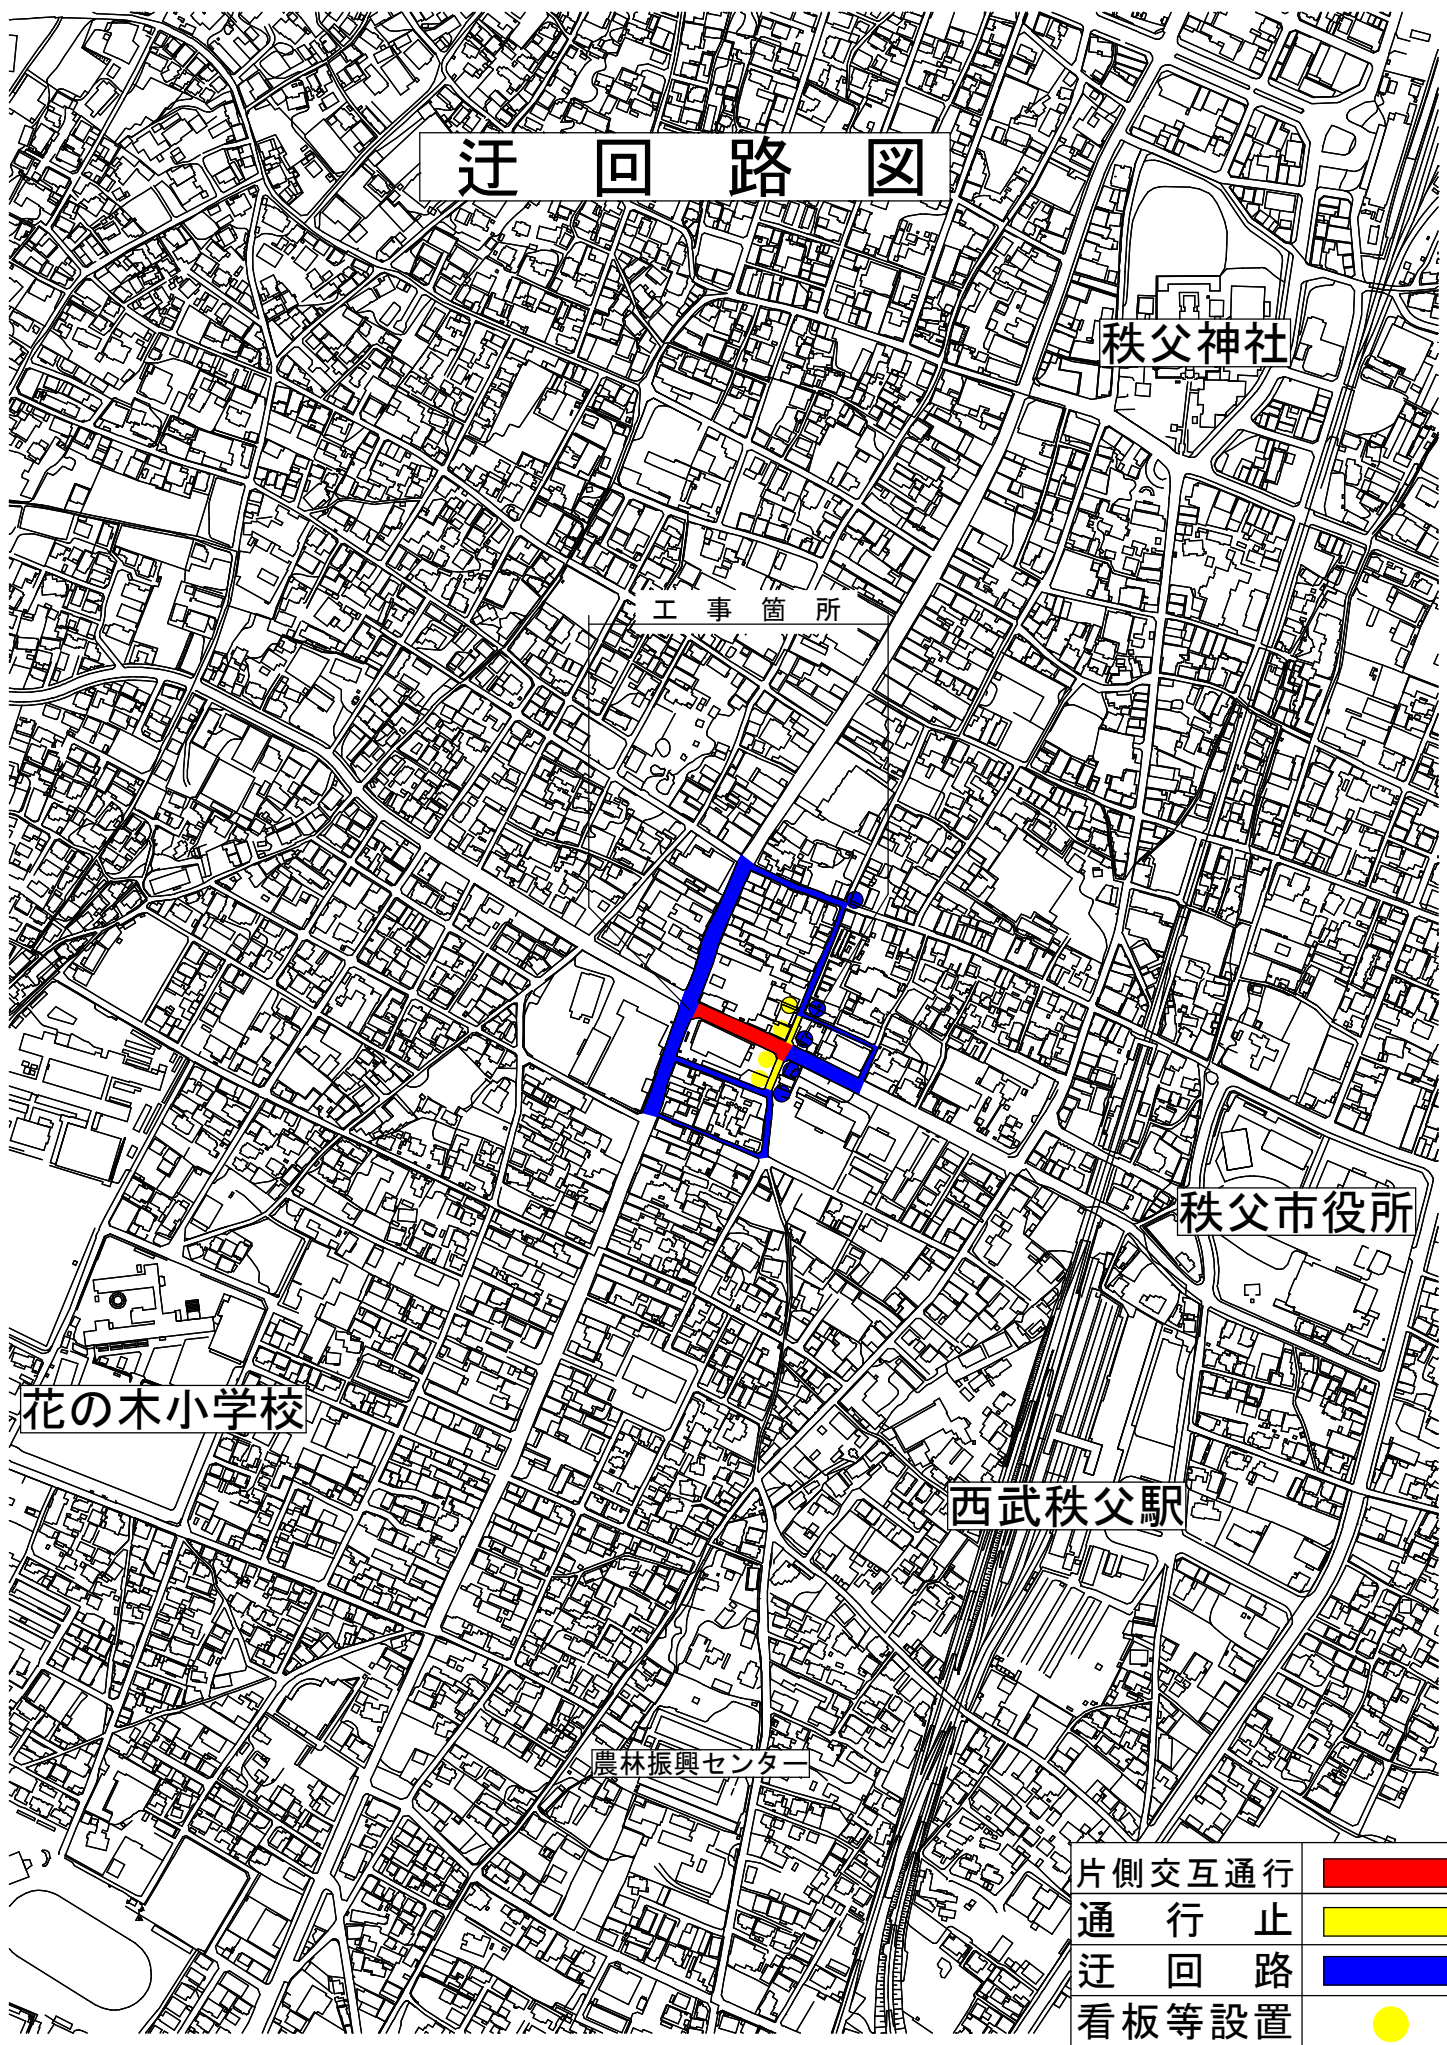 迂回路図
秩父神社
工事箇所
秩父市役所
花の木小学校
西武秩父駅
農林振興センター
片側交互通行
通行止
迂回路
看板等設置